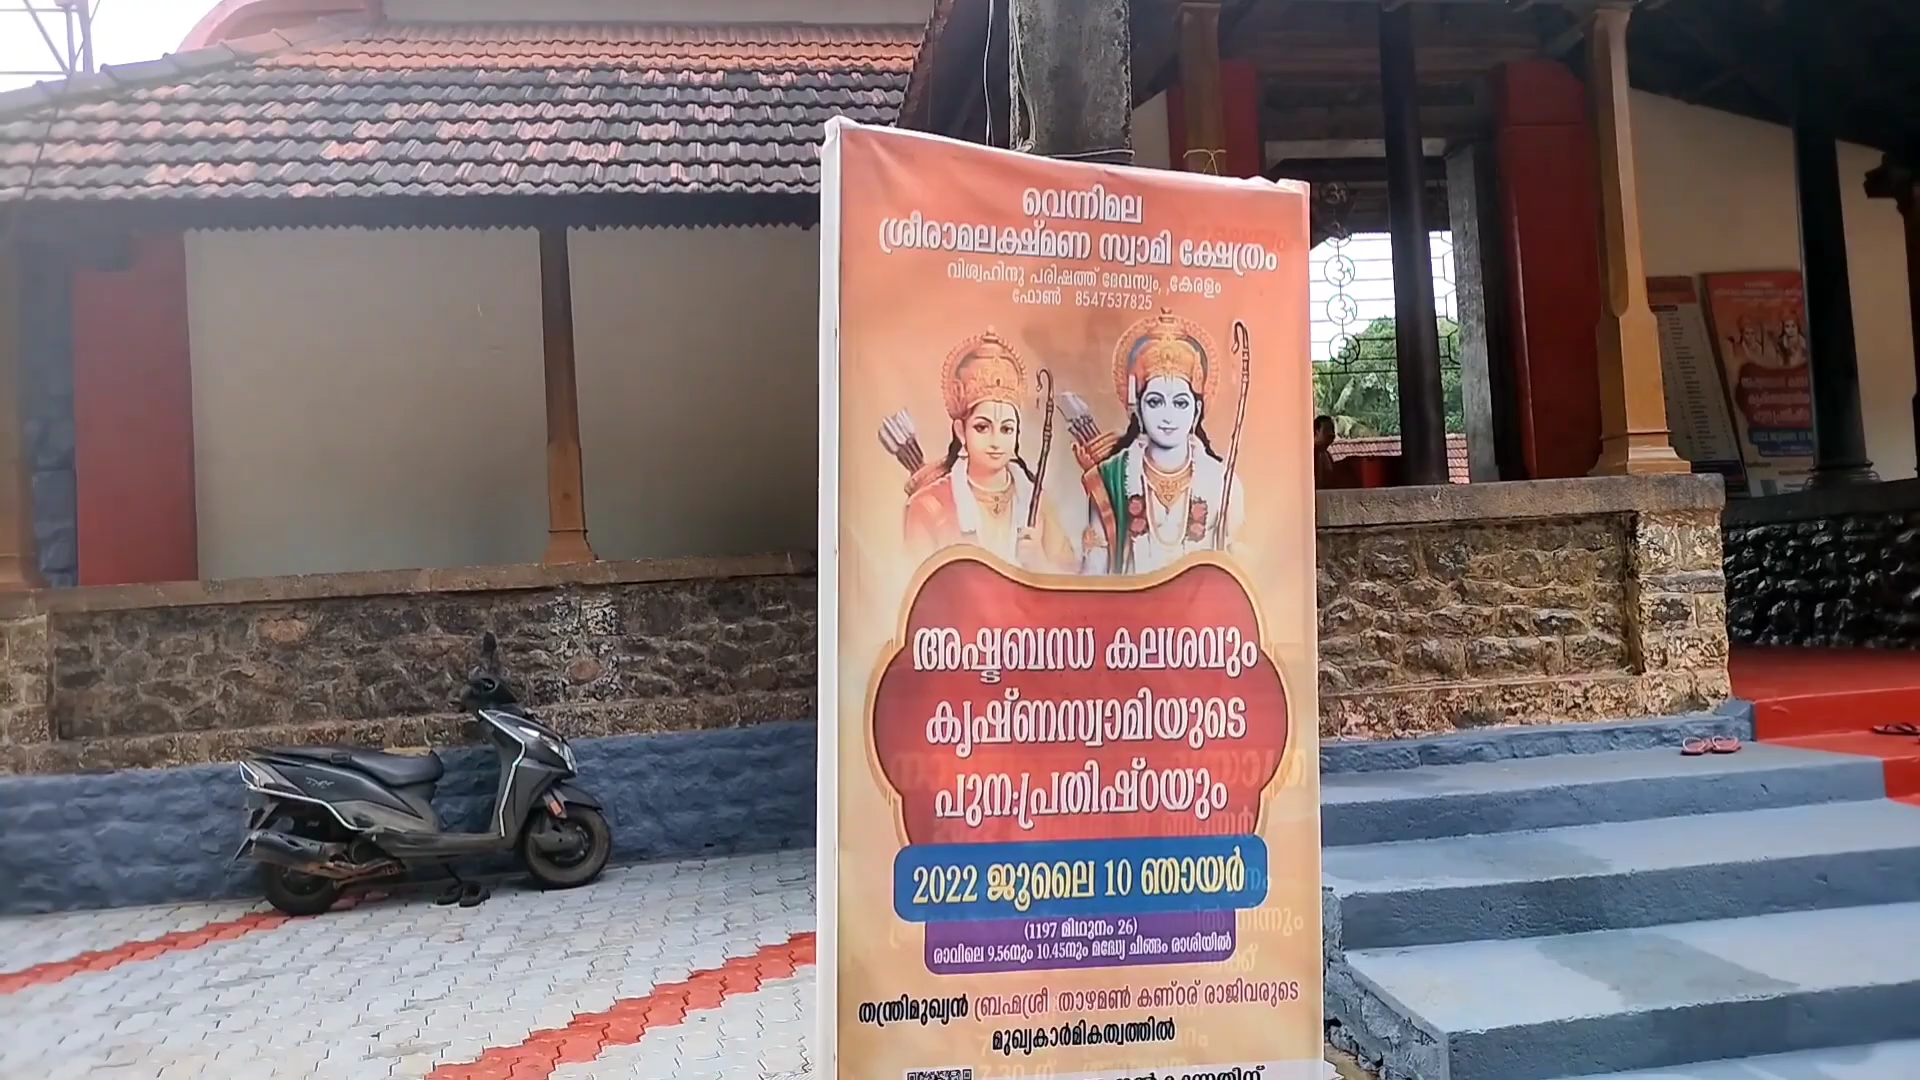 വെന്നിമല
ശ്രീരാമലക്ഷ്മണ സ്വാമി ക്ഷേത്രം
വിശ്വഹിന്ദു പരിഷത്ത് ദേവസ്വം, ,കേരളം
ഫോൺ 8547537825
അഷ്ടബന്ധ കലശവും
കൃഷ്ണസ്വാമിയുടെ
പുന:പ്രതിഷ്ഠയും
2022 ജൂലൈ 10 ഞായർ
(1197 മിഥുനം 26)
രാവിലെ 9.56നും 10.45നും മദ്ധ്യേ ചിങ്ങം രാശിയിൽ
തന്ത്രിമുഖ്യൻ ബ്രഹ്മശ്രീ താഴമൺ കണ്ഠര് രാജിവരുടെ
മുഖ്യകാർമികത്വത്തിൽ